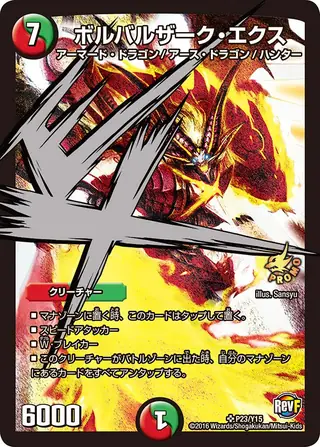 7
ボルバルザーク・エクス
アーマード・ドラゴン/アース・ドラゴン/ハンター
PROMO
illus. Sansyu
クリーチャー
■マナゾーンに置く時、このカードはタップして置く。
■スピードアタッカー
■W・ブレイカー
■このクリーチャーがバトルゾーンに出た時、自分のマナゾーン
にあるカードをすべてアンタップする。
6000
1
RevF
P23/Y15
©2016 Wizards/Shogakukan/Mitsui-Kids